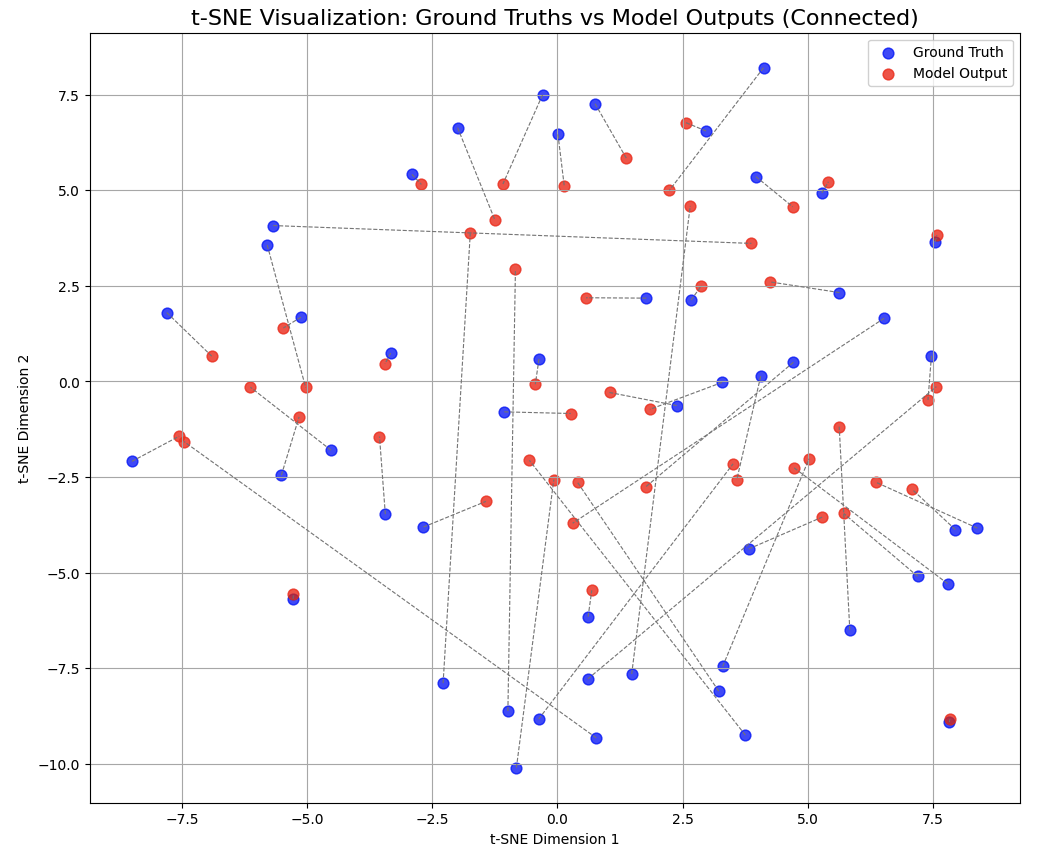 t-SNE Visualization: Ground Truths vs Model Outputs (Connected)
Ground Truth
Model Output
t-SNE Dimension 2
7.5
5.0
2.5
0.0
−2.5
−5.0
−7.5
−10.0
−7.5 −5.0 −2.5 0.0 2.5 5.0 7.5
t-SNE Dimension 1